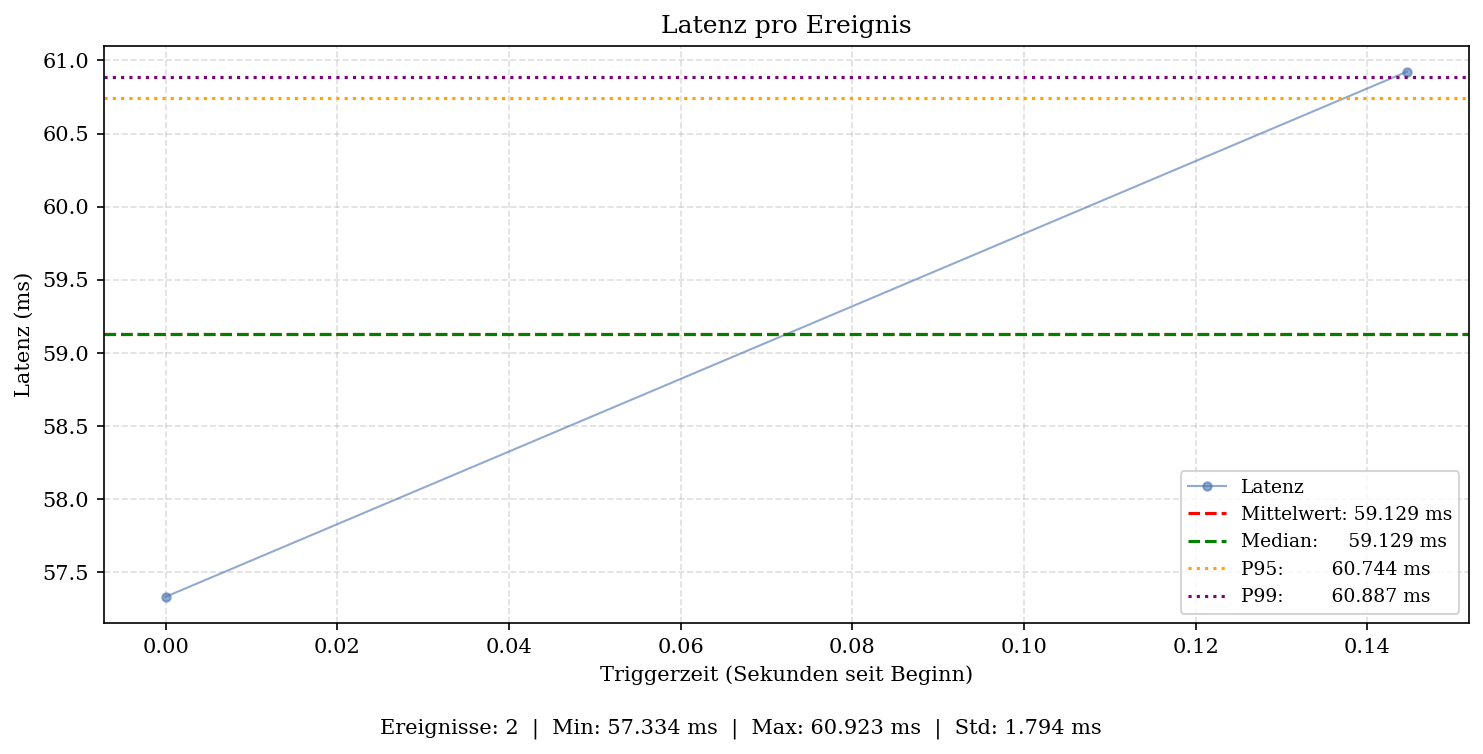 Latenz pro Ereignis
Latenz (ms)
61.0
60.5
60.0
59.5
59.0
58.5
58.0
57.5
Latenz
Mittelwert: 59.129 ms
Median: 59.129 ms
P95: 60.744 ms
P99: 60.887 ms
0.00 0.02 0.04 0.06 0.08 0.10 0.12 0.14
Triggerzeit (Sekunden seit Beginn)
Ereignisse: 2 | Min: 57.334 ms | Max: 60.923 ms | Std: 1.794 ms